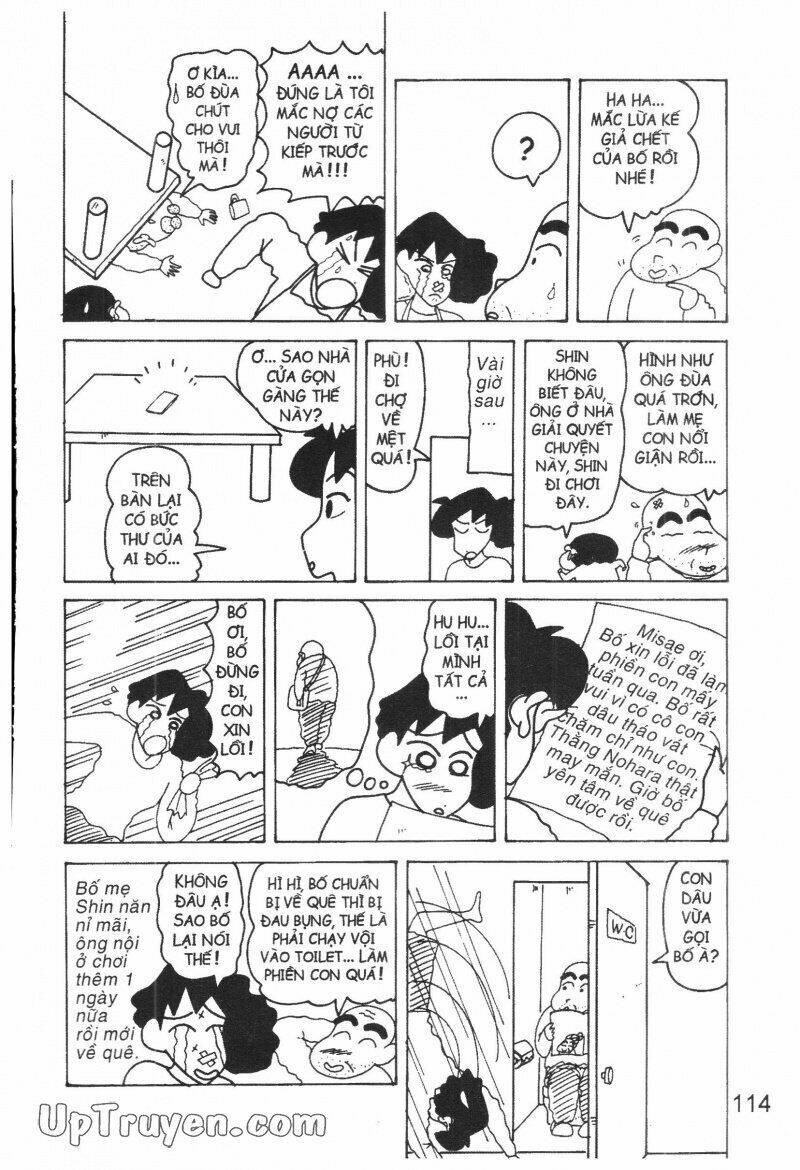 HA HA...
MẮC LỪA KẾ
GIẢ CHẾT
CỦA BỐ RỒI
NHÉ!
?
AAAA ...
ĐÚNG LÀ TÔI
MẮC NỢ CÁC
NGƯỜI TỪ
KIẾP TRƯỚC
MÀ!!!
Ơ KÌA...
BỐ ĐÙA
CHÚT
CHO VUI
THÔI
MÀ!
HÌNH NHƯ
ÔNG ĐÙA
QUÁ TRỚN,
LÀM MẸ
CON NỔI
GIẬN RỒI...
SHIN
KHÔNG
BIẾT ĐÂU,
ÔNG Ở NHÀ
GIẢI QUYẾT
CHUYỆN
NÀY, SHIN
ĐI CHƠI
ĐÂY.
Vài
giờ
sau
...
PHÙ!
ĐI
CHỢ
VỀ
MỆT
QUÁ!
Ơ... SAO NHÀ
CỬA GỌN
GÀNG THẾ
NÀY?
TRÊN
BÀN LẠI
CÓ BỨC
THƯ CỦA
AI ĐÓ...
Misae ơi,
Bố xin lỗi đã làm
phiền con mấy
tuần qua. Bố rất
vui vì có cô con
dâu tháo vát
chăm chỉ như con.
Thằng Nohara thật
may mắn. Giờ bố
yên tâm về quê
được rồi.
HU HU...
LỖI TẠI
MÌNH
TẤT CẢ
...
BỐ
ƠI,
BỐ
ĐỪNG
ĐI,
CON
XIN
LỖI!
CON
DÂU
VỪA
GỌI
BỐ À?
WC
HÌ HÌ, BỐ CHUẨN
BỊ VỀ QUÊ THÌ BỊ
ĐAU BỤNG, THẾ LÀ
PHẢI CHẠY VỘI
VÀO TOILET... LÀM
PHIỀN CON QUÁ!
KHÔNG
ĐÂU Ạ!
SAO BỐ
LẠI NÓI
THẾ!
Bố mẹ
Shin năn
nỉ mãi,
ông nội
ở chơi
thêm 1
ngày
nữa
rồi mới
về quê.
114
UpTruyen.com